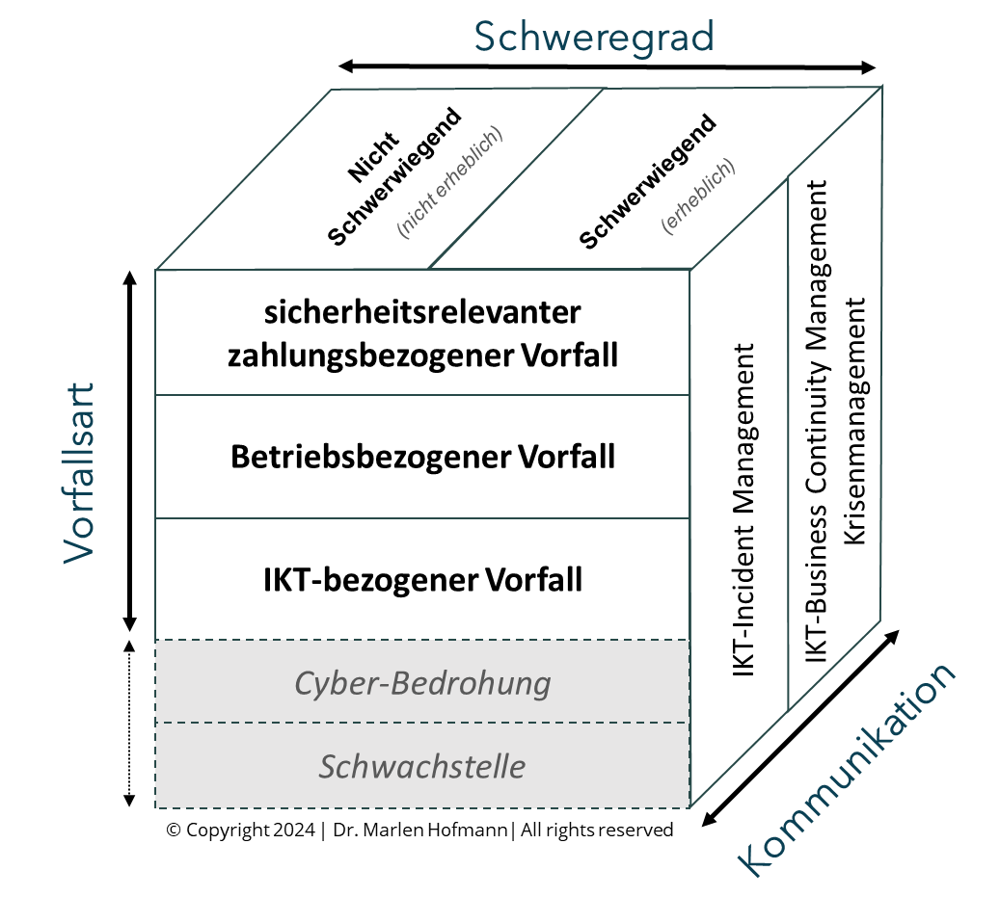 Schweregrad
Nicht
Schwerwiegend
(nicht erheblich)
Schwerwiegend
(erheblich)
Vorfallsart
sicherheitsrelevanter
zahlungsbezogener Vorfall
Betriebsbezogener Vorfall
IKT-bezogener Vorfall
Cyber-Bedrohung
Schwachstelle
IKT-Incident Management
IKT-Business Continuity Management
Krisenmanagement
Kommunikation
© Copyright 2024 | Dr. Marlen Hofmann| All rights reserved